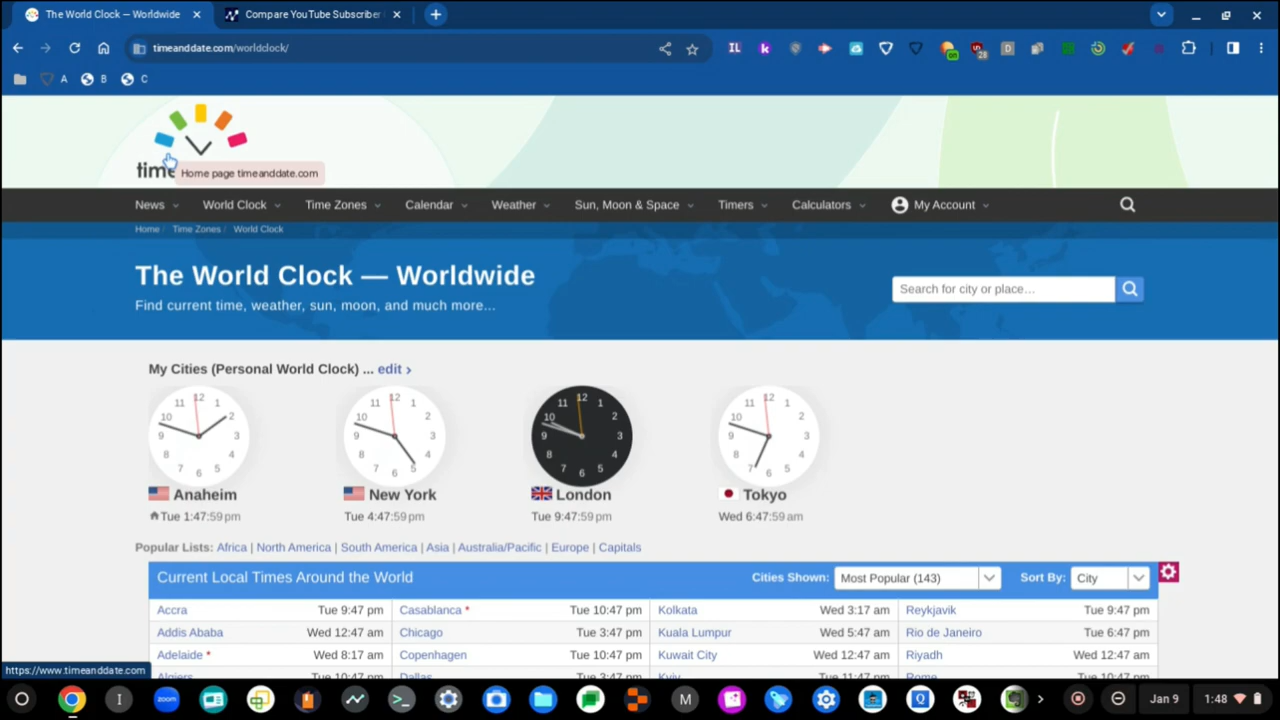 The World Clock — Worldwide
Compare YouTube Subscriber
timeanddate.com/worldclock/
A
B
C
time
Home page timeanddate.com
News
World Clock
Time Zones
Calendar
Weather
Sun, Moon & Space
Timers
Calculators
My Account
Home / Time Zones / World Clock
The World Clock — Worldwide
Find current time, weather, sun, moon, and much more...
Search for city or place...
My Cities (Personal World Clock) ... edit ›
Anaheim
New York
London
Tokyo
Tue 1:47:59 pm
Tue 4:47:59 pm
Tue 9:47:59 pm
Wed 6:47:59 am
Popular Lists: Africa | North America | South America | Asia | Australia/Pacific | Europe | Capitals
Current Local Times Around the World
Cities Shown: Most Popular (143)
Sort By: City
Accra Tue 9:47 pm Casablanca * Tue 10:47 pm Kolkata Wed 3:17 am Reykjavik Tue 9:47 pm
Addis Ababa Wed 12:47 am Chicago Tue 3:47 pm Kuala Lumpur Wed 5:47 am Rio de Janeiro Tue 6:47 pm
Adelaide * Wed 8:17 am Copenhagen Tue 10:47 pm Kuwait City Wed 12:47 am Riyadh Wed 12:47 am
https://www.timeanddate.com
Jan 9
1:48